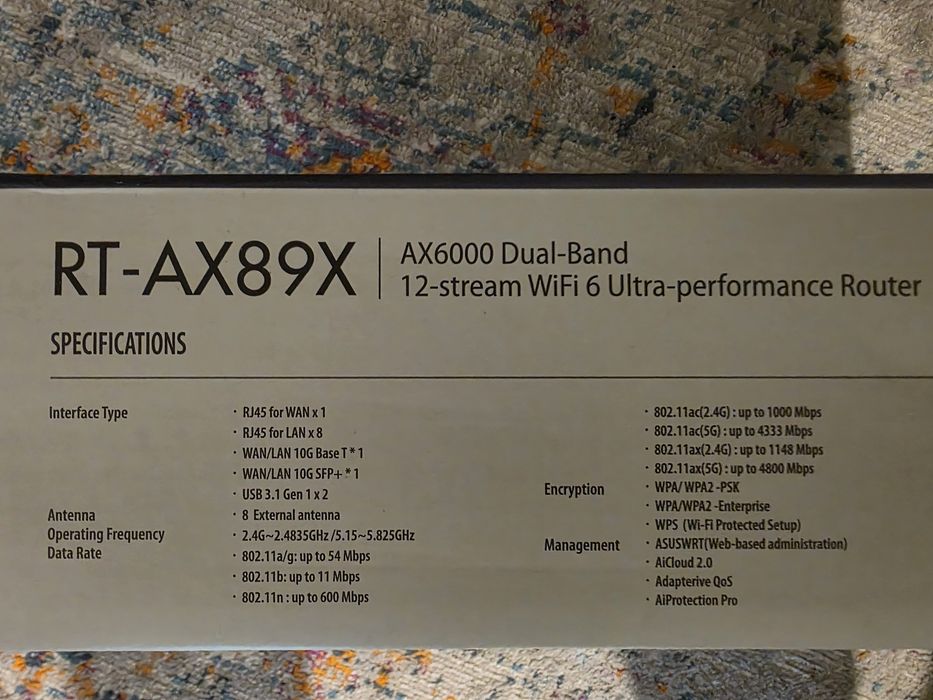 RT-AX89X
AX6000 Dual-Band
12-stream WiFi 6 Ultra-performance Router
SPECIFICATIONS
Interface Type
· RJ45 for WAN x 1
· RJ45 for LAN x 8
· WAN/LAN 10G Base T * 1
· WAN/LAN 10G SFP+ * 1
· USB 3.1 Gen 1 x 2
Antenna
· 8 External antenna
Operating Frequency
· 2.4G~2.4835GHz /5.15~5.825GHz
Data Rate
· 802.11a/g: up to 54 Mbps
· 802.11b: up to 11 Mbps
· 802.11n : up to 600 Mbps
· 802.11ac(2.4G) : up to 1000 Mbps
· 802.11ac(5G) : up to 4333 Mbps
· 802.11ax(2.4G) : up to 1148 Mbps
· 802.11ax(5G) : up to 4800 Mbps
Encryption
· WPA/ WPA2 -PSK
· WPA/WPA2 -Enterprise
· WPS (Wi-Fi Protected Setup)
Management
· ASUSWRT(Web-based administration)
· AiCloud 2.0
· Adapterive QoS
· AiProtection Pro